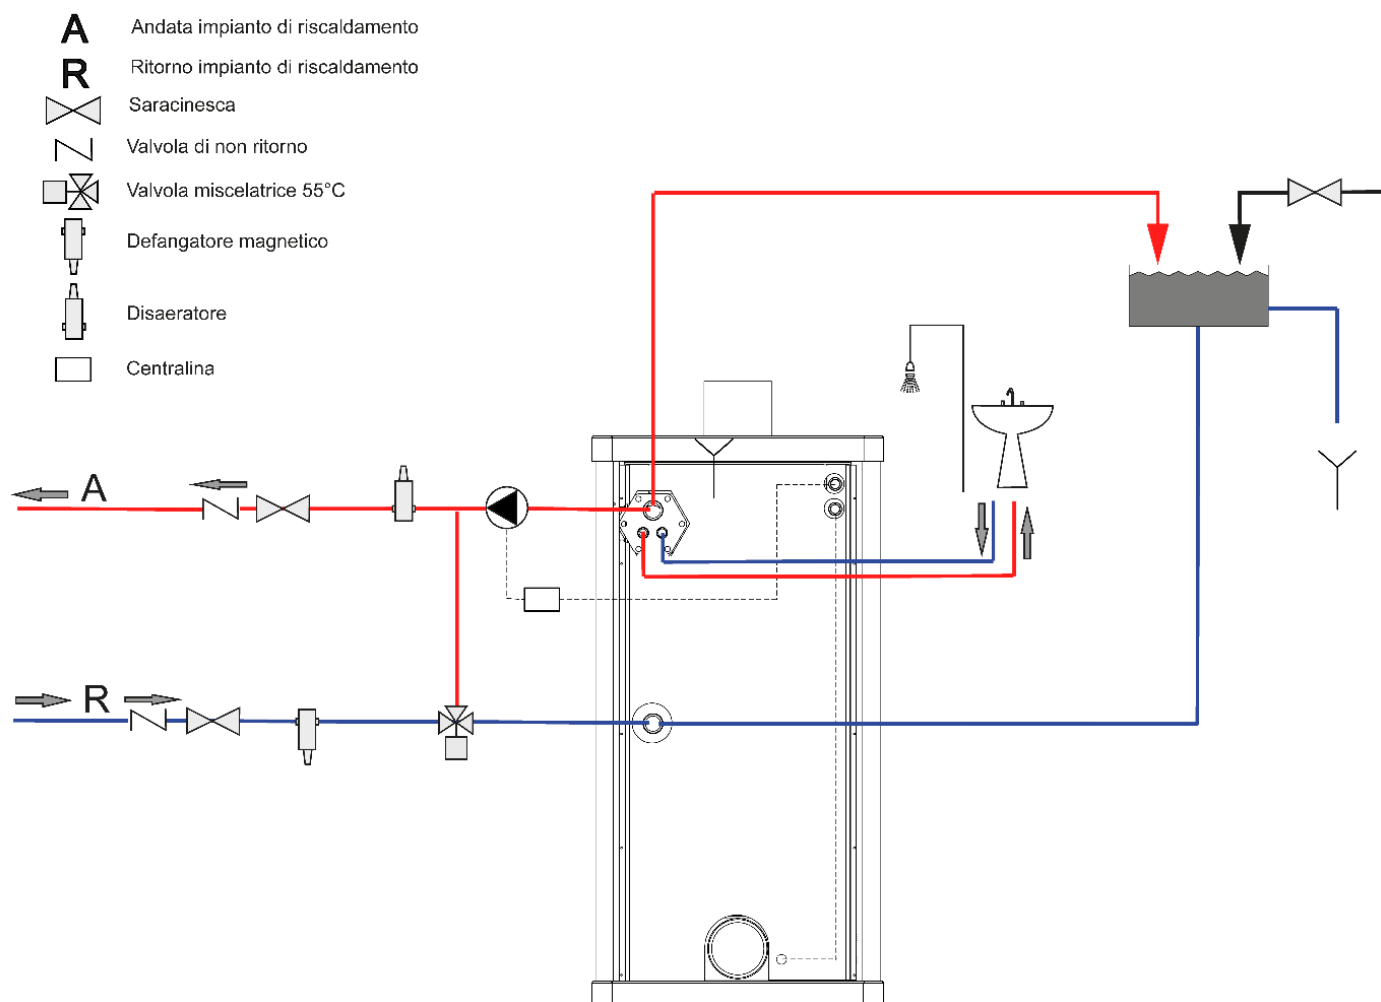 A Andata impianto di riscaldamento
R Ritorno impianto di riscaldamento
Saracinesca
Valvola di non ritorno
Valvola miscelatrice 55°C
Defangatore magnetico
Disaeratore
Centralina
A
R